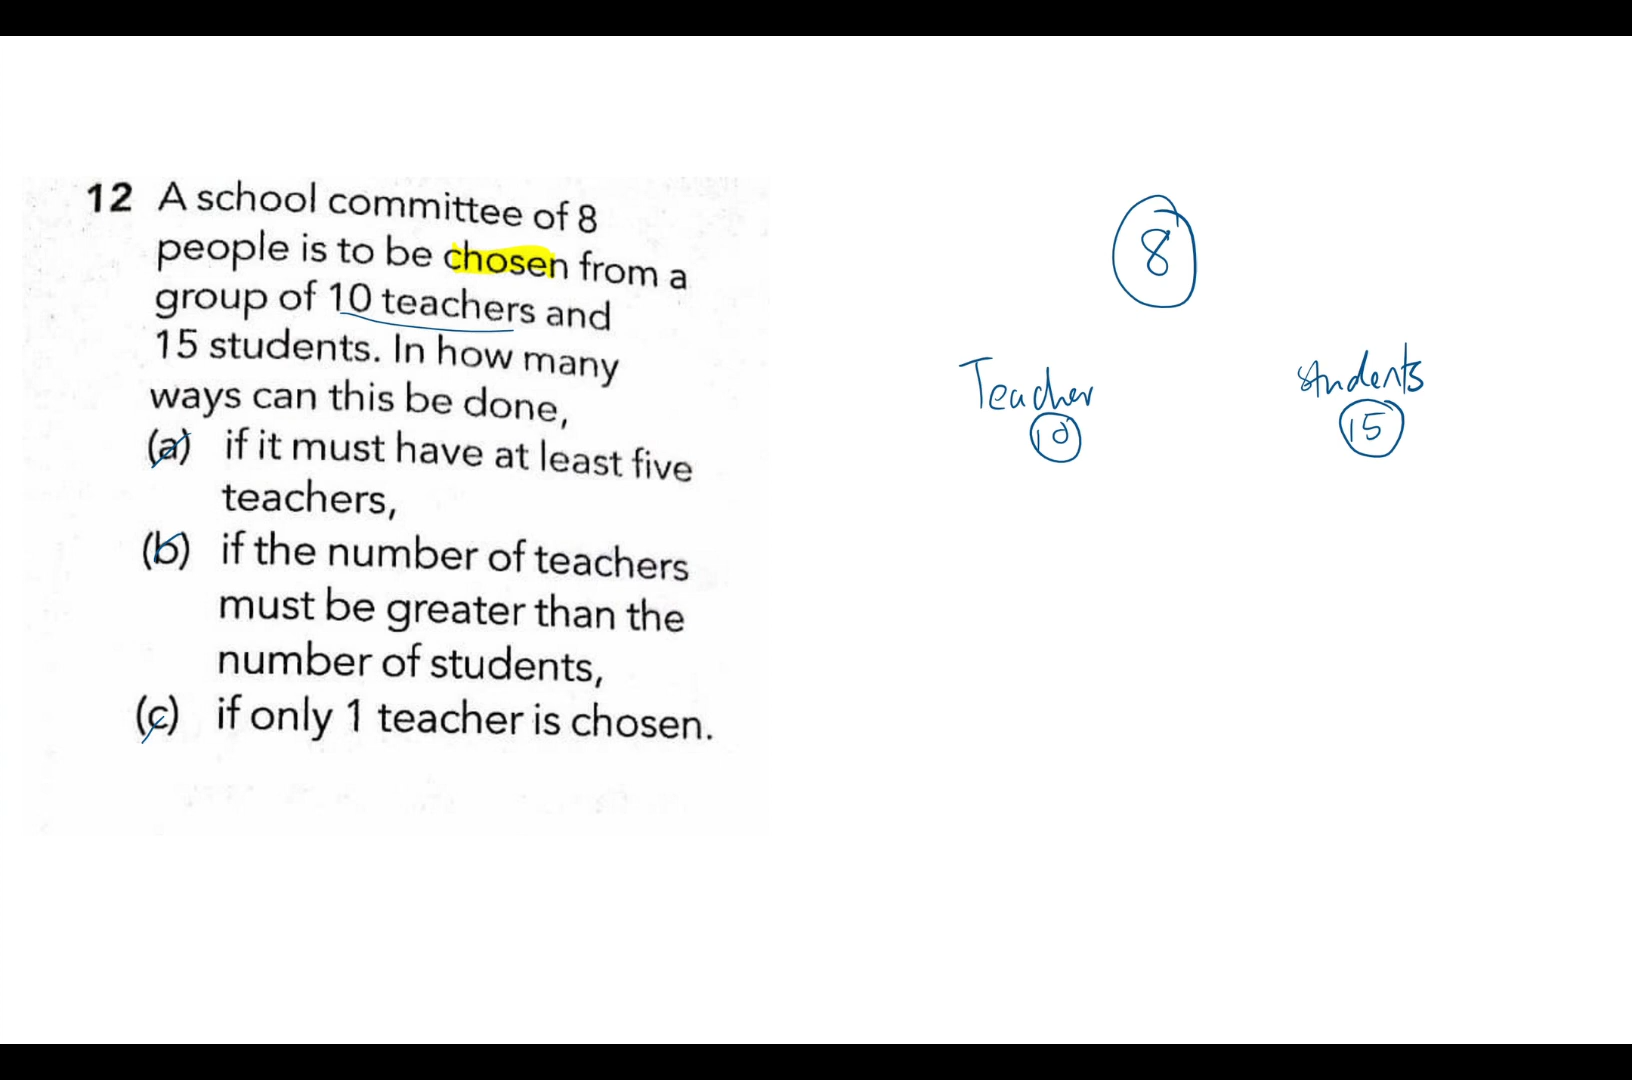 12 A school committee of 8
people is to be chosen from a
group of 10 teachers and
15 students. In how many
ways can this be done,
(a) if it must have at least five
teachers,
(b) if the number of teachers
must be greater than the
number of students,
(c) if only 1 teacher is chosen.
8
Teacher
10
students
15